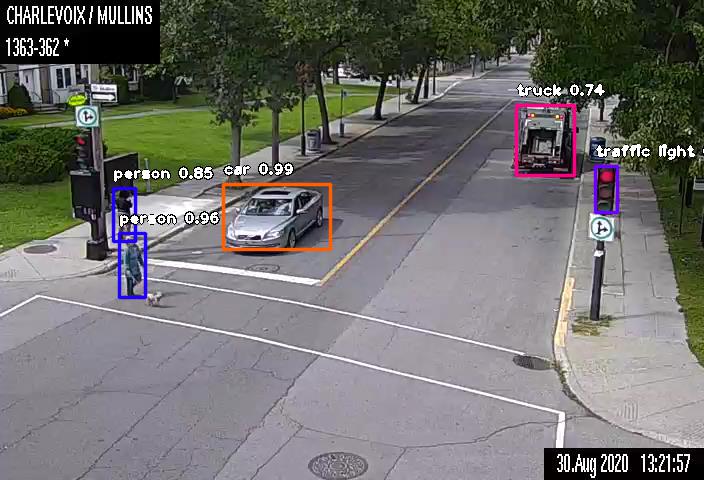 CHARLEVOIX / MULLINS
1363-362 *
truck 0.74
traffic light
person 0.85
car 0.99
person 0.96
30.Aug 2020 13:21:57